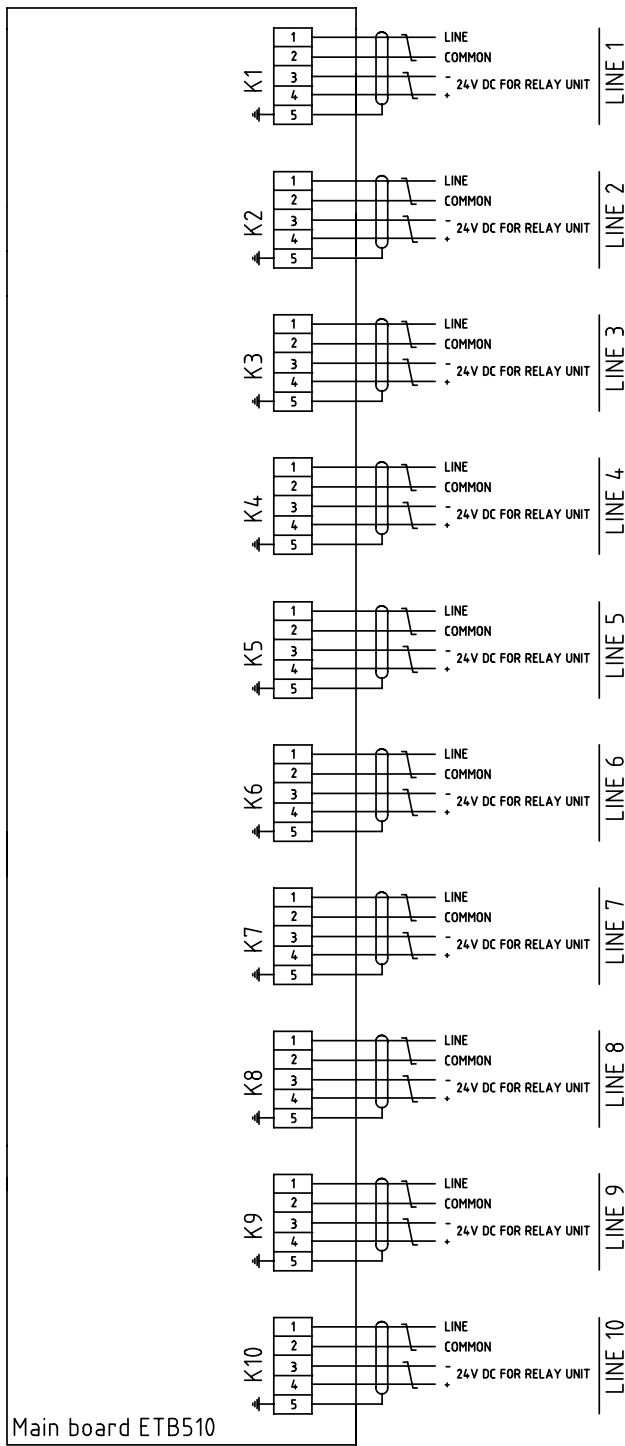 K1
1 LINE
2 COMMON
3 -
24V DC FOR RELAY UNIT
4 +
5
LINE 1
K2
1 LINE
2 COMMON
3 -
24V DC FOR RELAY UNIT
4 +
5
LINE 2
K3
1 LINE
2 COMMON
3 -
24V DC FOR RELAY UNIT
4 +
5
LINE 3
K4
1 LINE
2 COMMON
3 -
24V DC FOR RELAY UNIT
4 +
5
LINE 4
K5
1 LINE
2 COMMON
3 -
24V DC FOR RELAY UNIT
4 +
5
LINE 5
K6
1 LINE
2 COMMON
3 -
24V DC FOR RELAY UNIT
4 +
5
LINE 6
K7
1 LINE
2 COMMON
3 -
24V DC FOR RELAY UNIT
4 +
5
LINE 7
K8
1 LINE
2 COMMON
3 -
24V DC FOR RELAY UNIT
4 +
5
LINE 8
K9
1 LINE
2 COMMON
3 -
24V DC FOR RELAY UNIT
4 +
5
LINE 9
K10
1 LINE
2 COMMON
3 -
24V DC FOR RELAY UNIT
4 +
5
LINE 10
Main board ETB510